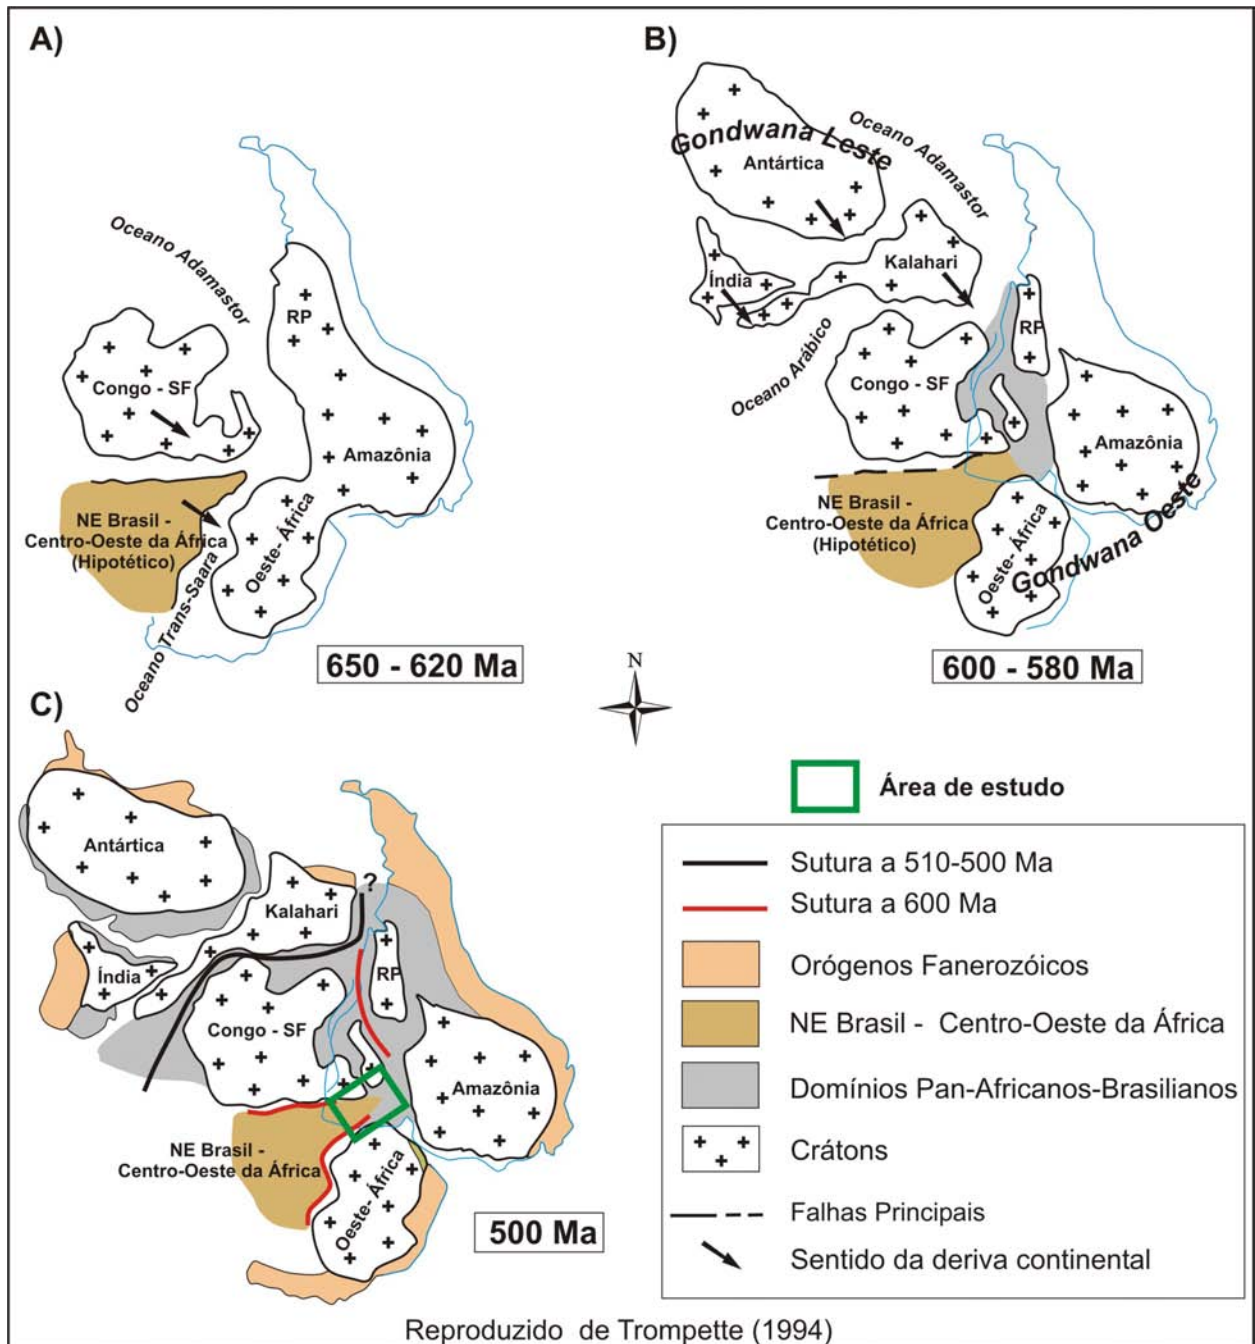 A)
Oceano Adamastor
RP
Congo - SF
Amazônia
NE Brasil -
Centro-Oeste da África
(Hipotético)
Oeste- África
Oceano Trans-Saara
650 - 620 Ma
B)
Gondwana Leste
Oceano Adamastor
Antártica
Índia
Kalahari
Oceano Arábico
RP
Congo - SF
Amazônia
NE Brasil -
Centro-Oeste da África
(Hipotético)
Oeste- África
Gondwana Oeste
600 - 580 Ma
N
C)
Antártica
Kalahari
?
Índia
RP
Congo - SF
Amazônia
NE Brasil -
Centro-Oeste da África
Oeste- África
500 Ma
Área de estudo
Sutura a 510-500 Ma
Sutura a 600 Ma
Orógenos Fanerozóicos
NE Brasil - Centro-Oeste da África
Domínios Pan-Africanos-Brasilianos
Crátons
Falhas Principais
Sentido da deriva continental
Reproduzido de Trompette (1994)